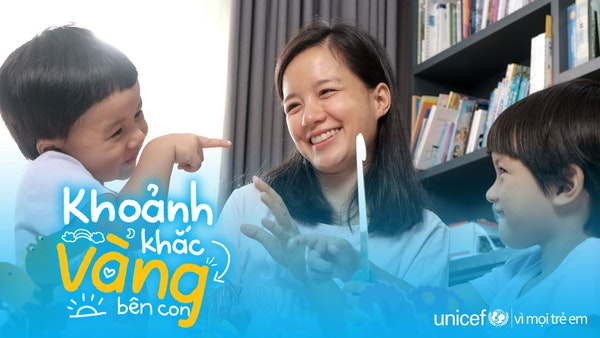 Khoảnh
khắc
Vàng
bên con
unicef | vì mọi trẻ em